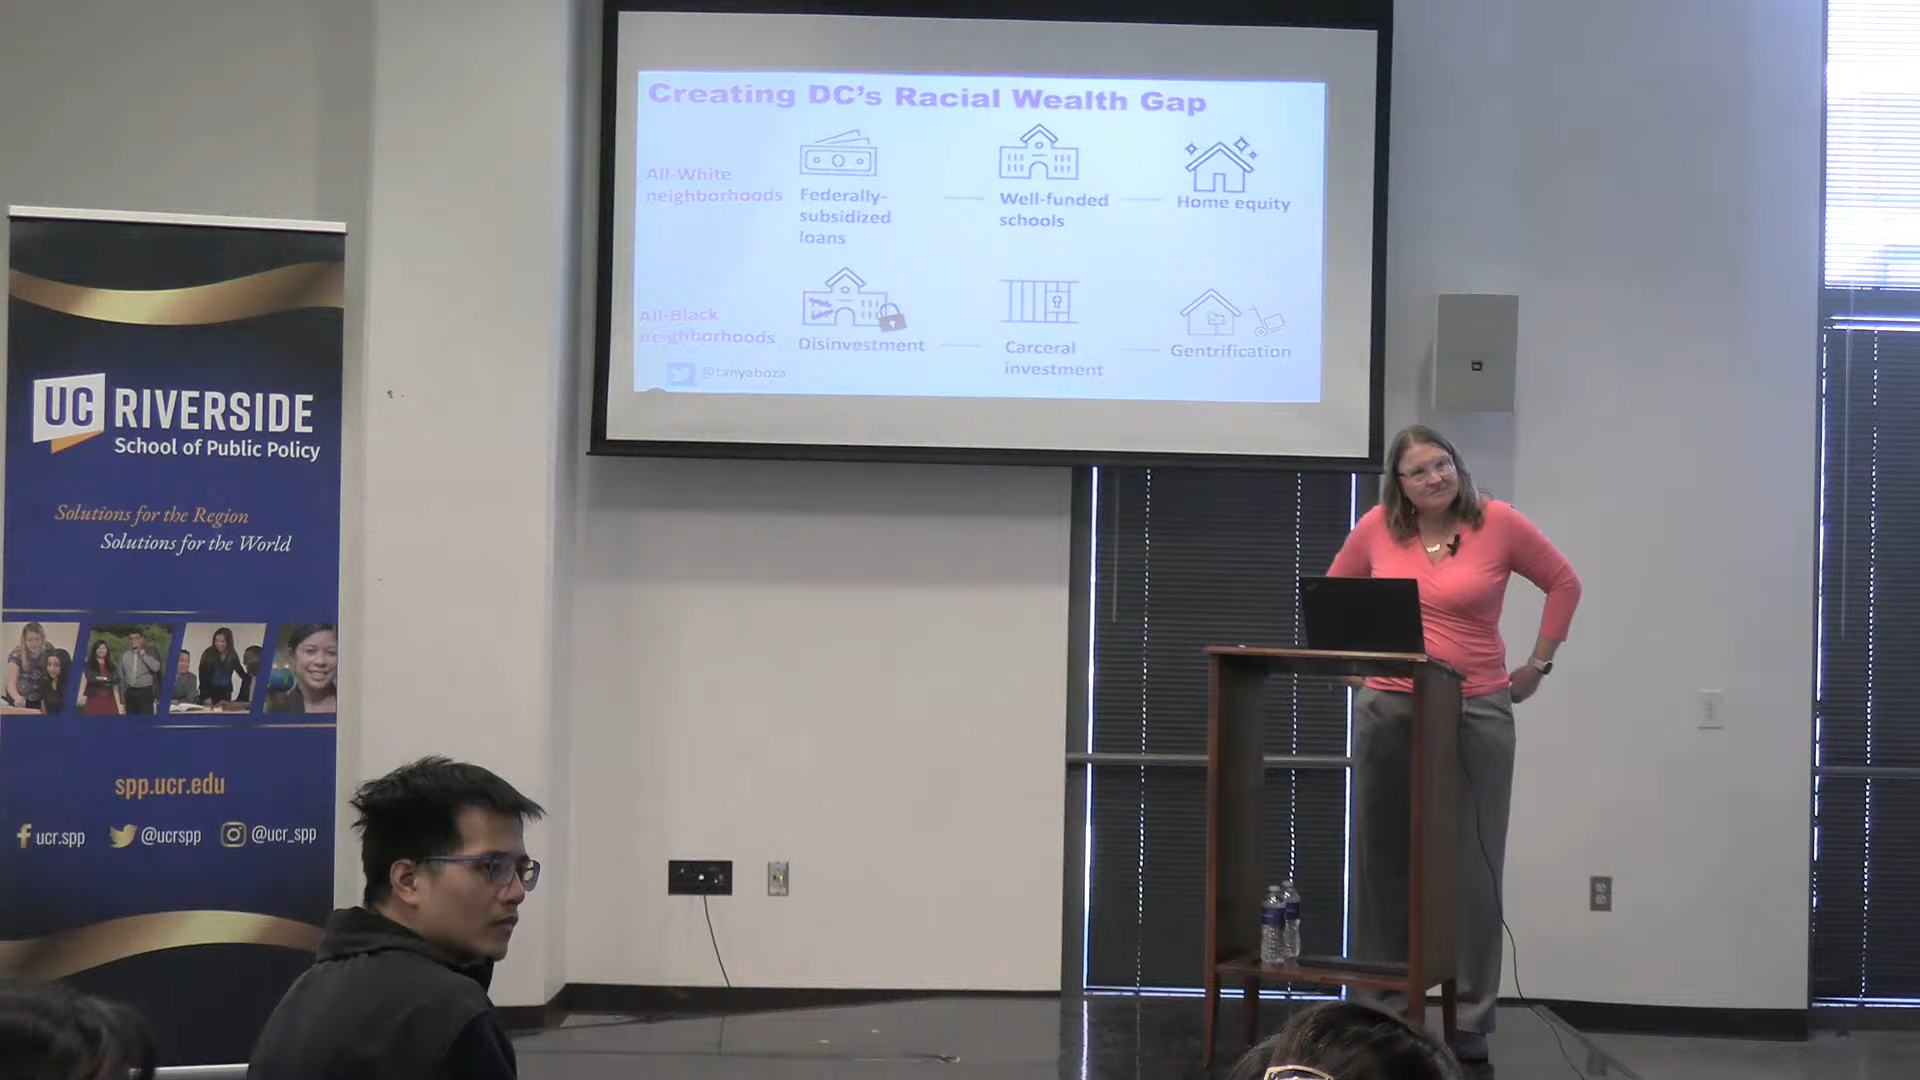 Creating DC's Racial Wealth Gap
All-White
neighborhoods
Federally-
subsidized
loans
Well-funded
schools
Home equity
All-Black
neighborhoods
Disinvestment
Carceral
investment
Gentrification
@tanyaboza
UC RIVERSIDE
School of Public Policy
Solutions for the Region
Solutions for the World
spp.ucr.edu
ucr.spp
@ucrspp
@ucr_spp